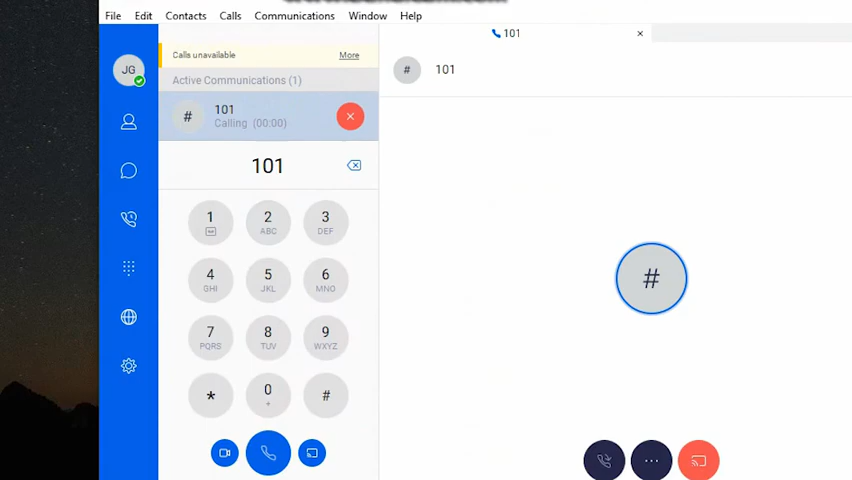 File Edit Contacts Calls Communications Window Help
101
JG
Calls unavailable More
Active Communications (1)
# 101
Calling (00:00)
101
1 2 ABC 3 DEF
4 GHI 5 JKL 6 MNO
7 PQRS 8 TUV 9 WXYZ
* 0 + #
# 101
#